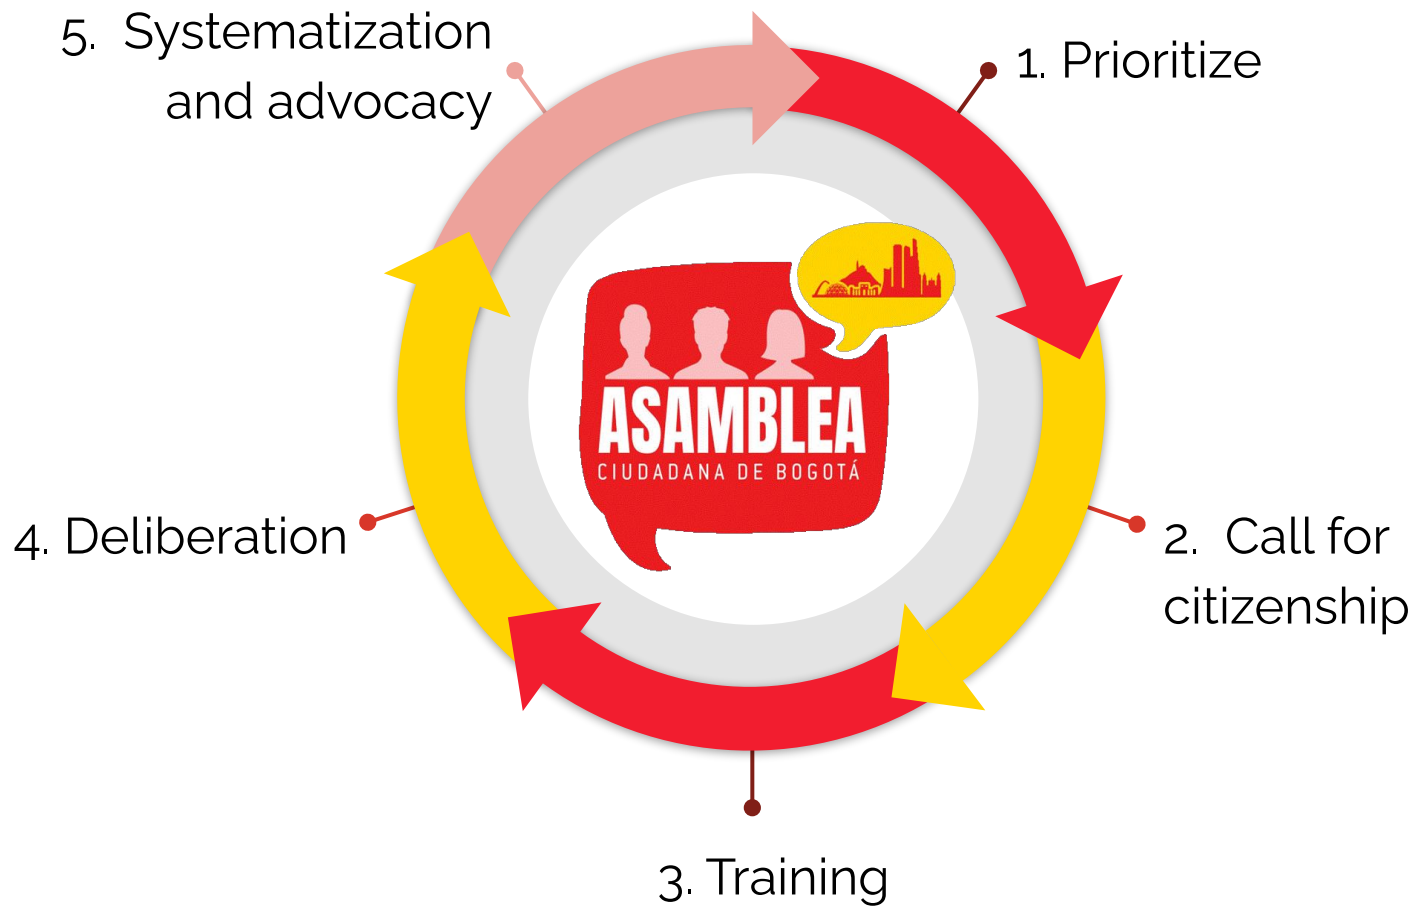 5. Systematization
and advocacy
1. Prioritize
ASAMBLEA
CIUDADANA DE BOGOTÁ
4. Deliberation
2. Call for
citizenship
3. Training